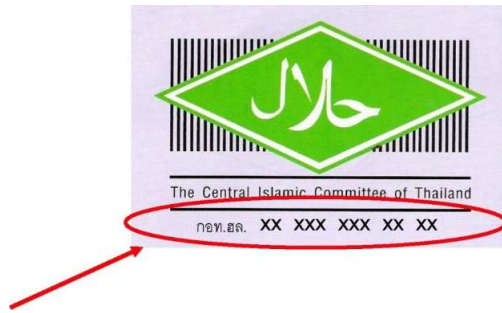 حلال
The Central Islamic Committee of Thailand
กอท.ฮล. XX XXX XXX XX XX